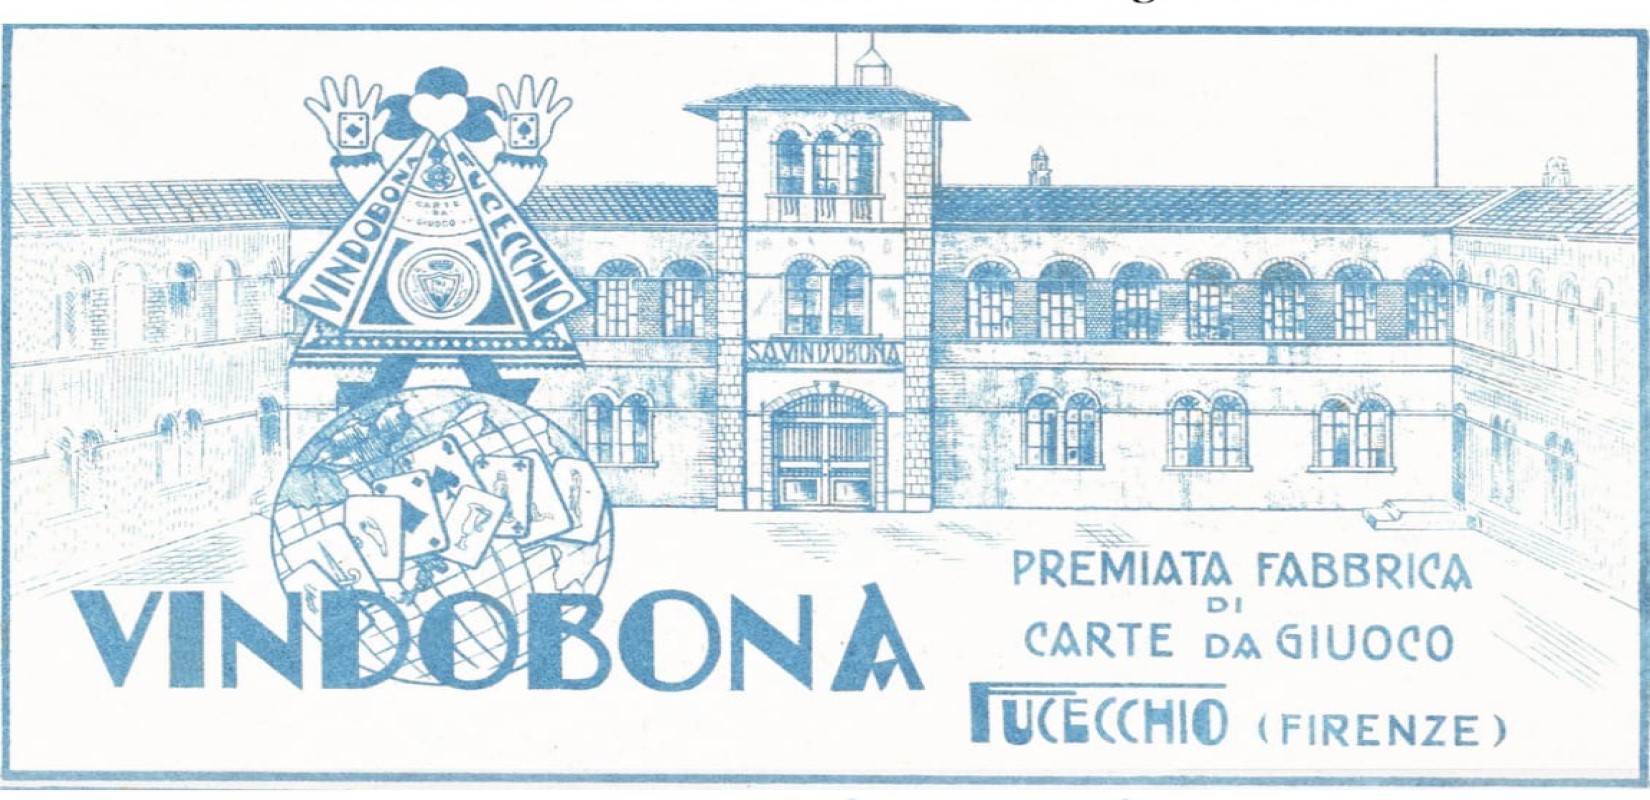 VINDOBONA
FUCECCHIO
CARTE
DA
GIUOCO
S.A. VINDOBONA
VINDOBONA
PREMIATA FABBRICA
DI
CARTE DA GIUOCO
FUCECCHIO (FIRENZE)